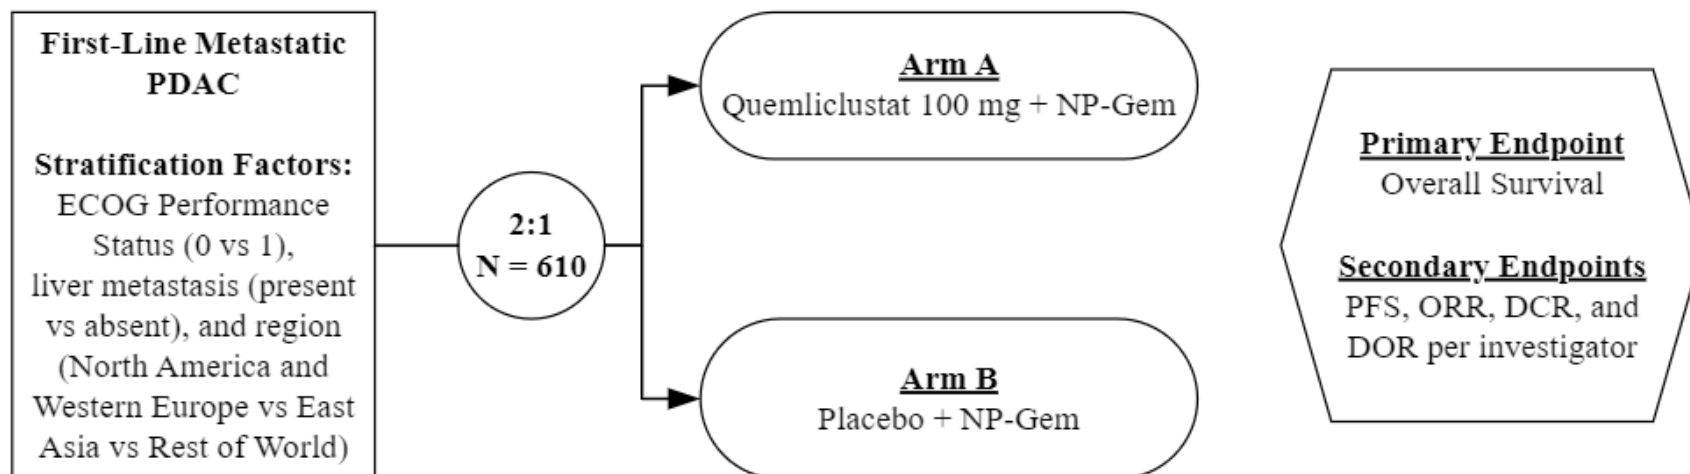 First-Line Metastatic
PDAC
Stratification Factors:
ECOG Performance
Status (0 vs 1),
liver metastasis (present
vs absent), and region
(North America and
Western Europe vs East
Asia vs Rest of World)
2:1
N = 610
Arm A
Quemliclustat 100 mg + NP-Gem
Arm B
Placebo + NP-Gem
Primary Endpoint
Overall Survival
Secondary Endpoints
PFS, ORR, DCR, and
DOR per investigator